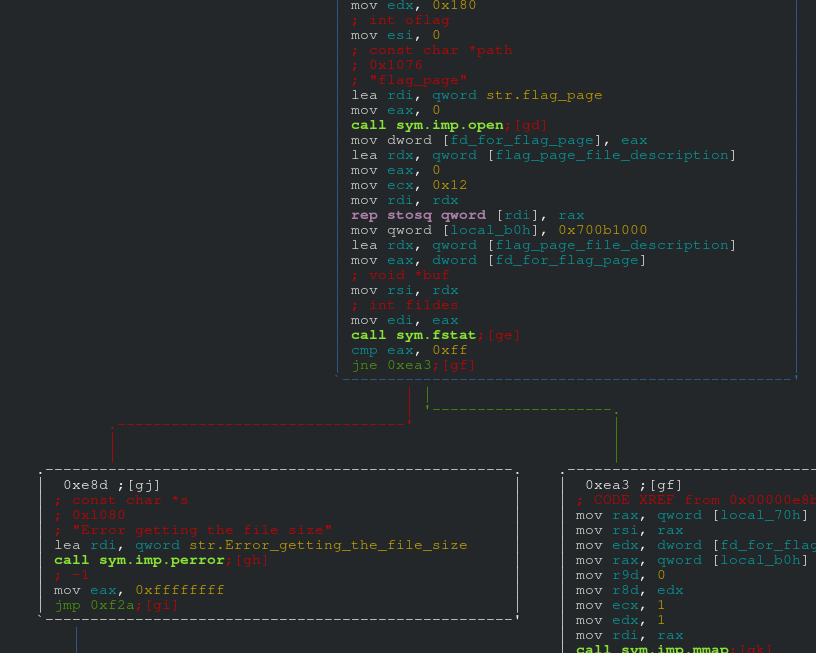 mov edx, 0x180
; int oflag
mov esi, 0
; const char *path
; 0x1076
; "flag_page"
lea rdi, qword str.flag_page
mov eax, 0
call sym.imp.open;[gd]
mov dword [fd_for_flag_page], eax
lea rdx, qword [flag_page_file_description]
mov eax, 0
mov ecx, 0x12
mov rdi, rdx
rep stosq qword [rdi], rax
mov qword [local_b0h], 0x700b1000
lea rdx, qword [flag_page_file_description]
mov eax, dword [fd_for_flag_page]
; void *buf
mov rsi, rdx
; int fildes
mov edi, eax
call sym.fstat;[ge]
cmp eax, 0xff
jne 0xea3;[gf]
0xe8d ;[gj]
; const char *s
; 0x1080
; "Error getting the file size"
lea rdi, qword str.Error_getting_the_file_size
call sym.imp.perror;[gh]
; -1
mov eax, 0xffffffff
jmp 0xf2a;[gi]
0xea3 ;[gf]
; CODE XREF from 0x00000e8b
mov rax, qword [local_70h]
mov rsi, rax
mov edx, dword [fd_for_flag
mov rax, qword [local_b0h]
mov r9d, 0
mov r8d, edx
mov ecx, 1
mov edx, 1
mov rdi, rax
call sym.imp.mmap;[gk]